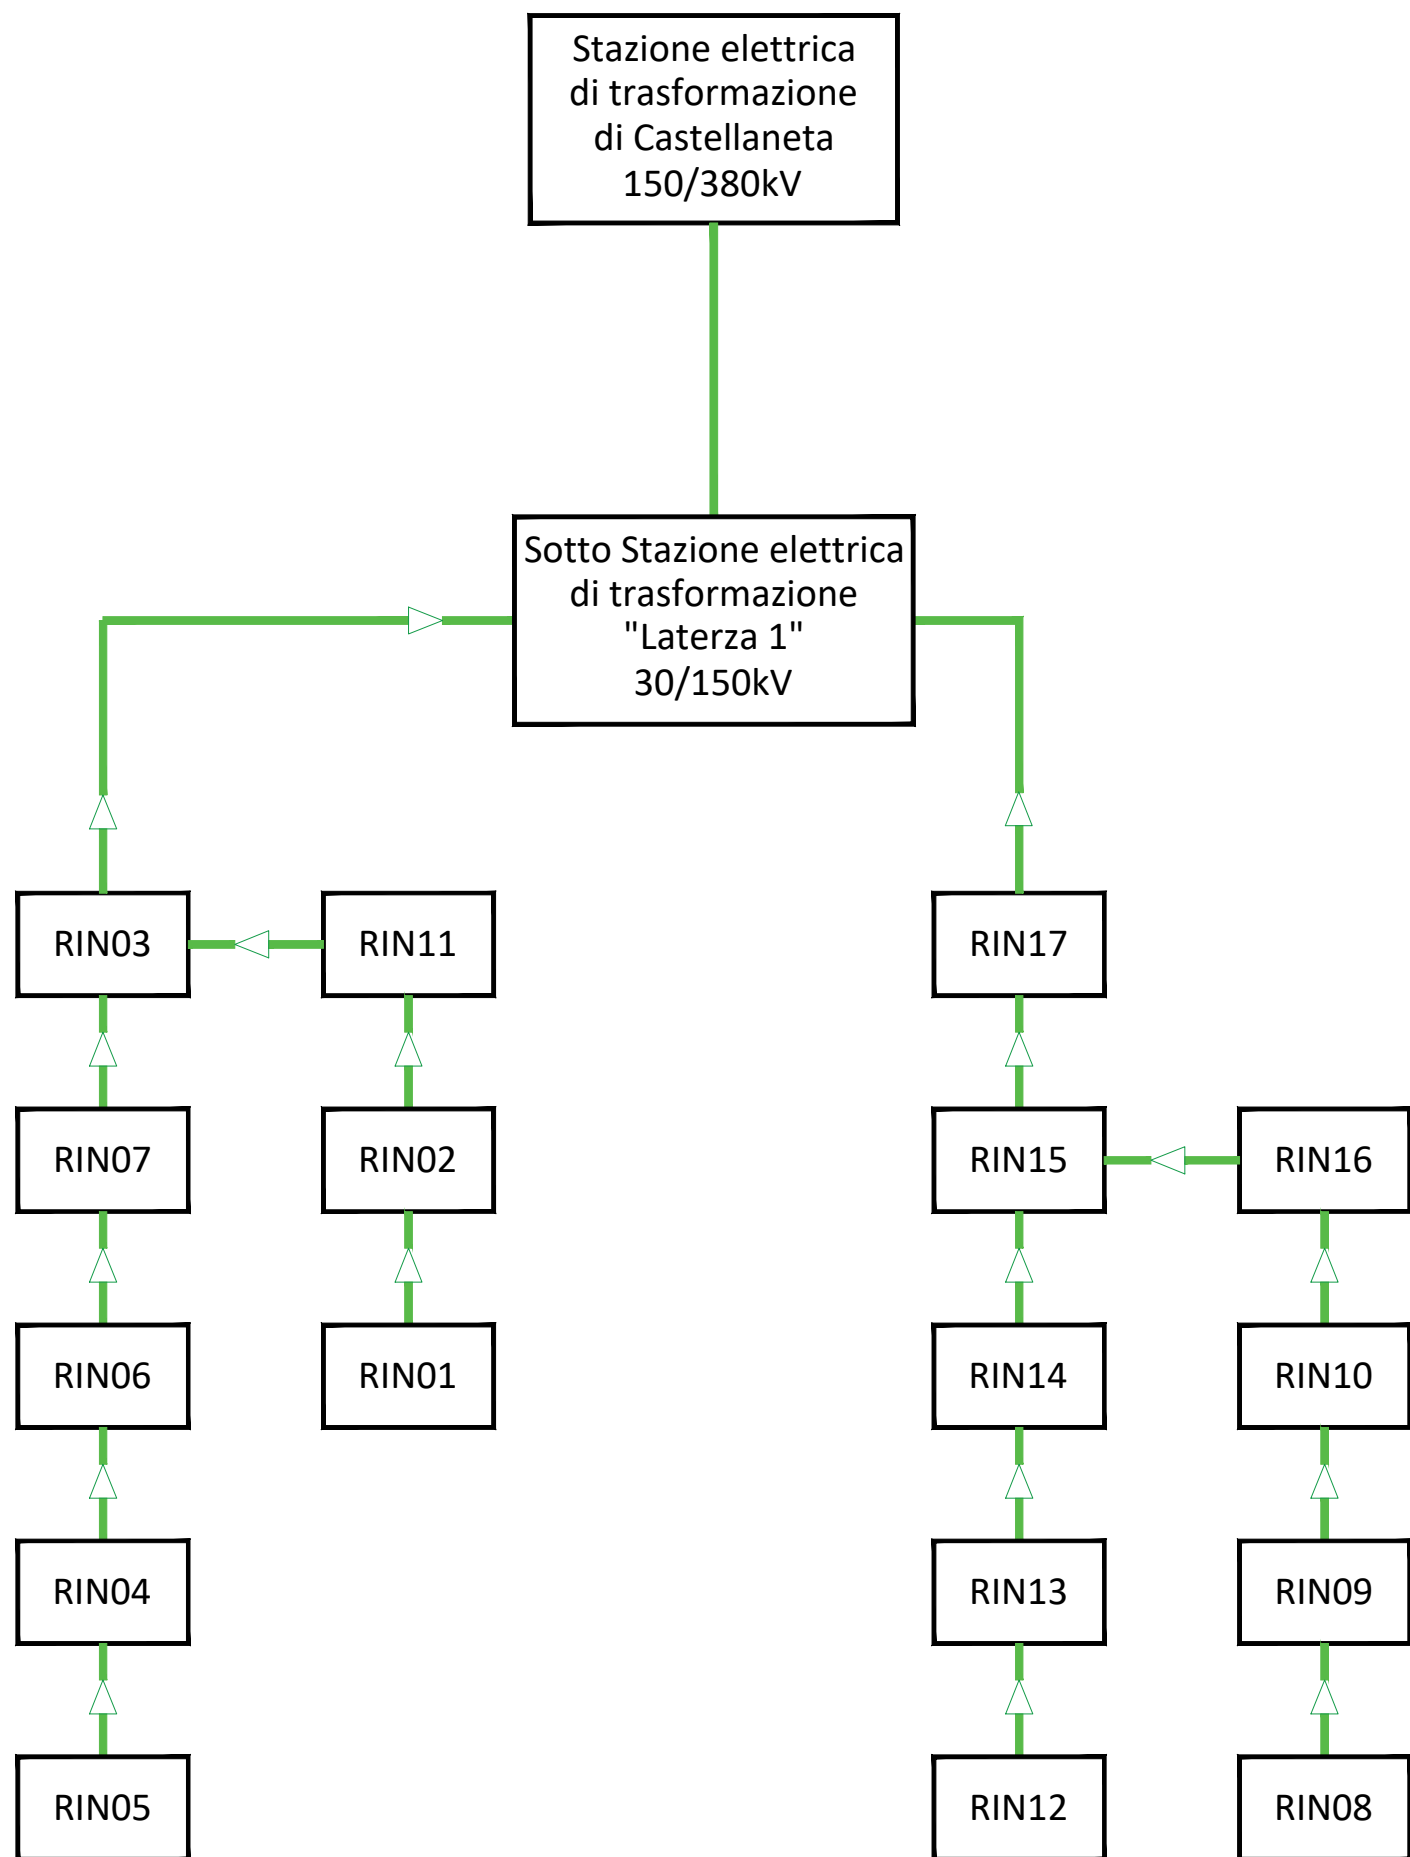 Stazione elettrica
di trasformazione
di Castellaneta
150/380kV
Sotto Stazione elettrica
di trasformazione
"Laterza 1"
30/150kV
RIN03
RIN11
RIN17
RIN07
RIN02
RIN15
RIN16
RIN06
RIN01
RIN14
RIN10
RIN04
RIN13
RIN09
RIN05
RIN12
RIN08